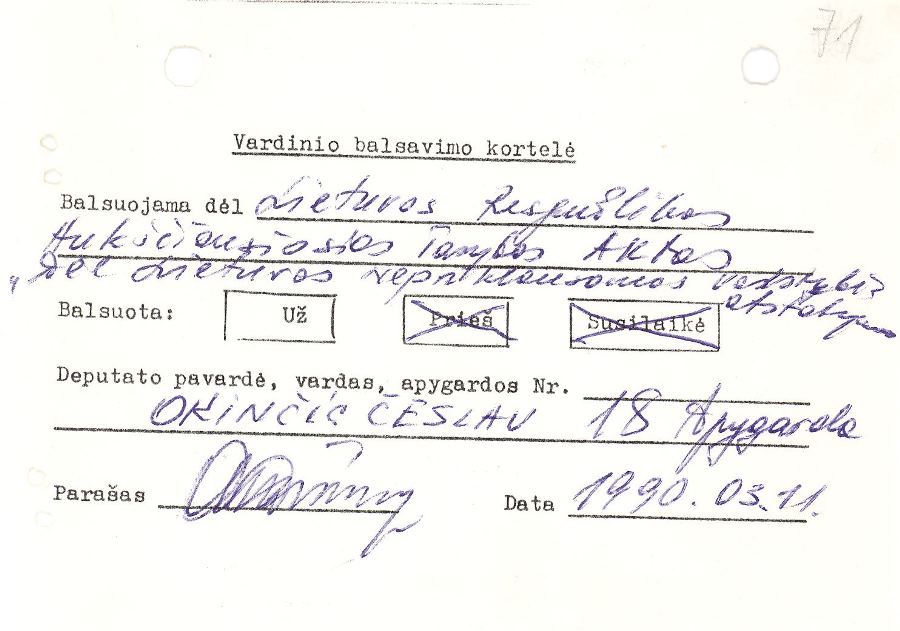 71
Vardinio balsavimo kortelė
Balsuojama dėl Lietuvos Respublikos
Aukščiausiosios Tarybos Aktas
„Dėl Lietuvos nepriklausomos valstybės
atstatymo
Balsuota: Už Prieš Susilaikė
Deputato pavardė, vardas, apygardos Nr.
OKINČIC ČESLAV 18 Apygarda
Parašas Data 1990.03.11.